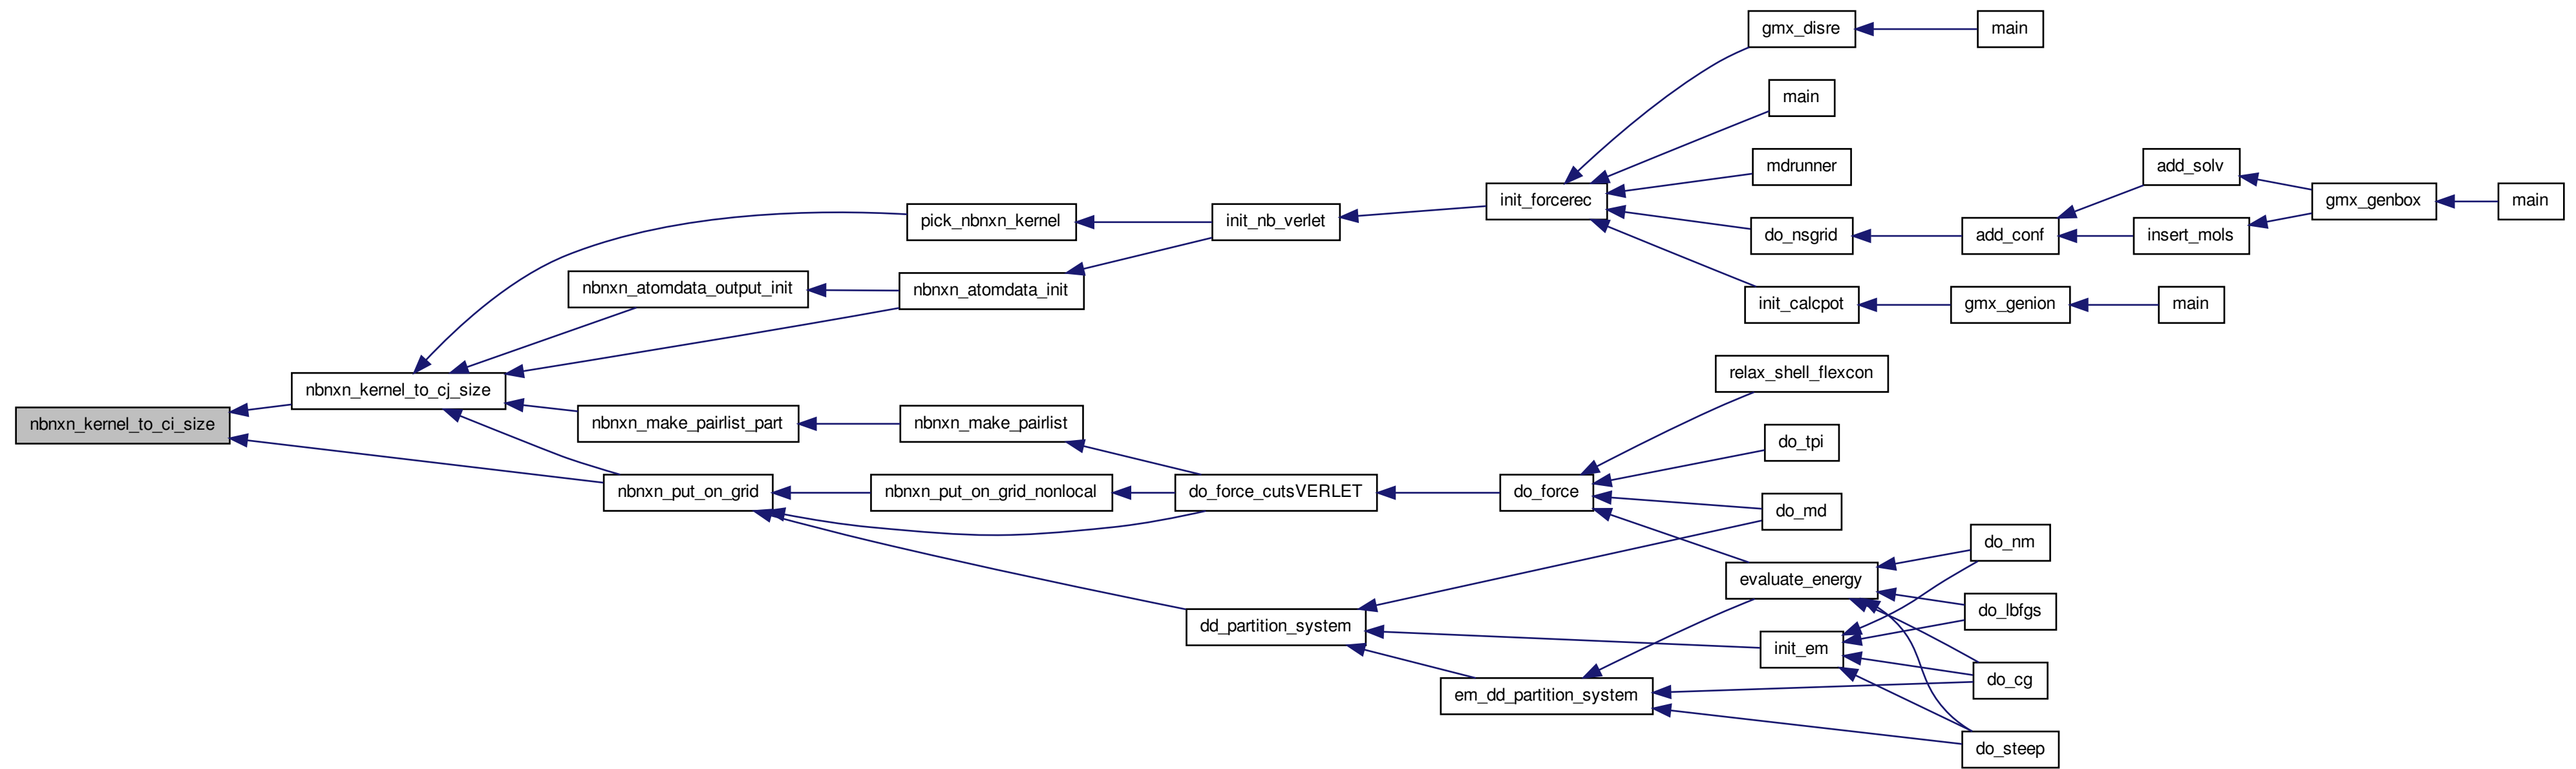 gmx_disre
main
main
mdrunner
add_solv
init_forcerec
gmx_genbox
main
pick_nbnxn_kernel
init_nb_verlet
do_nsgrid
add_conf
insert_mols
nbnxn_atomdata_output_init
nbnxn_atomdata_init
init_calcpot
gmx_genion
main
relax_shell_flexcon
nbnxn_kernel_to_cj_size
nbnxn_kernel_to_ci_size
nbnxn_make_pairlist_part
nbnxn_make_pairlist
do_tpi
nbnxn_put_on_grid
nbnxn_put_on_grid_nonlocal
do_force_cutsVERLET
do_force
do_md
do_nm
evaluate_energy
do_lbfgs
dd_partition_system
init_em
do_cg
em_dd_partition_system
do_steep